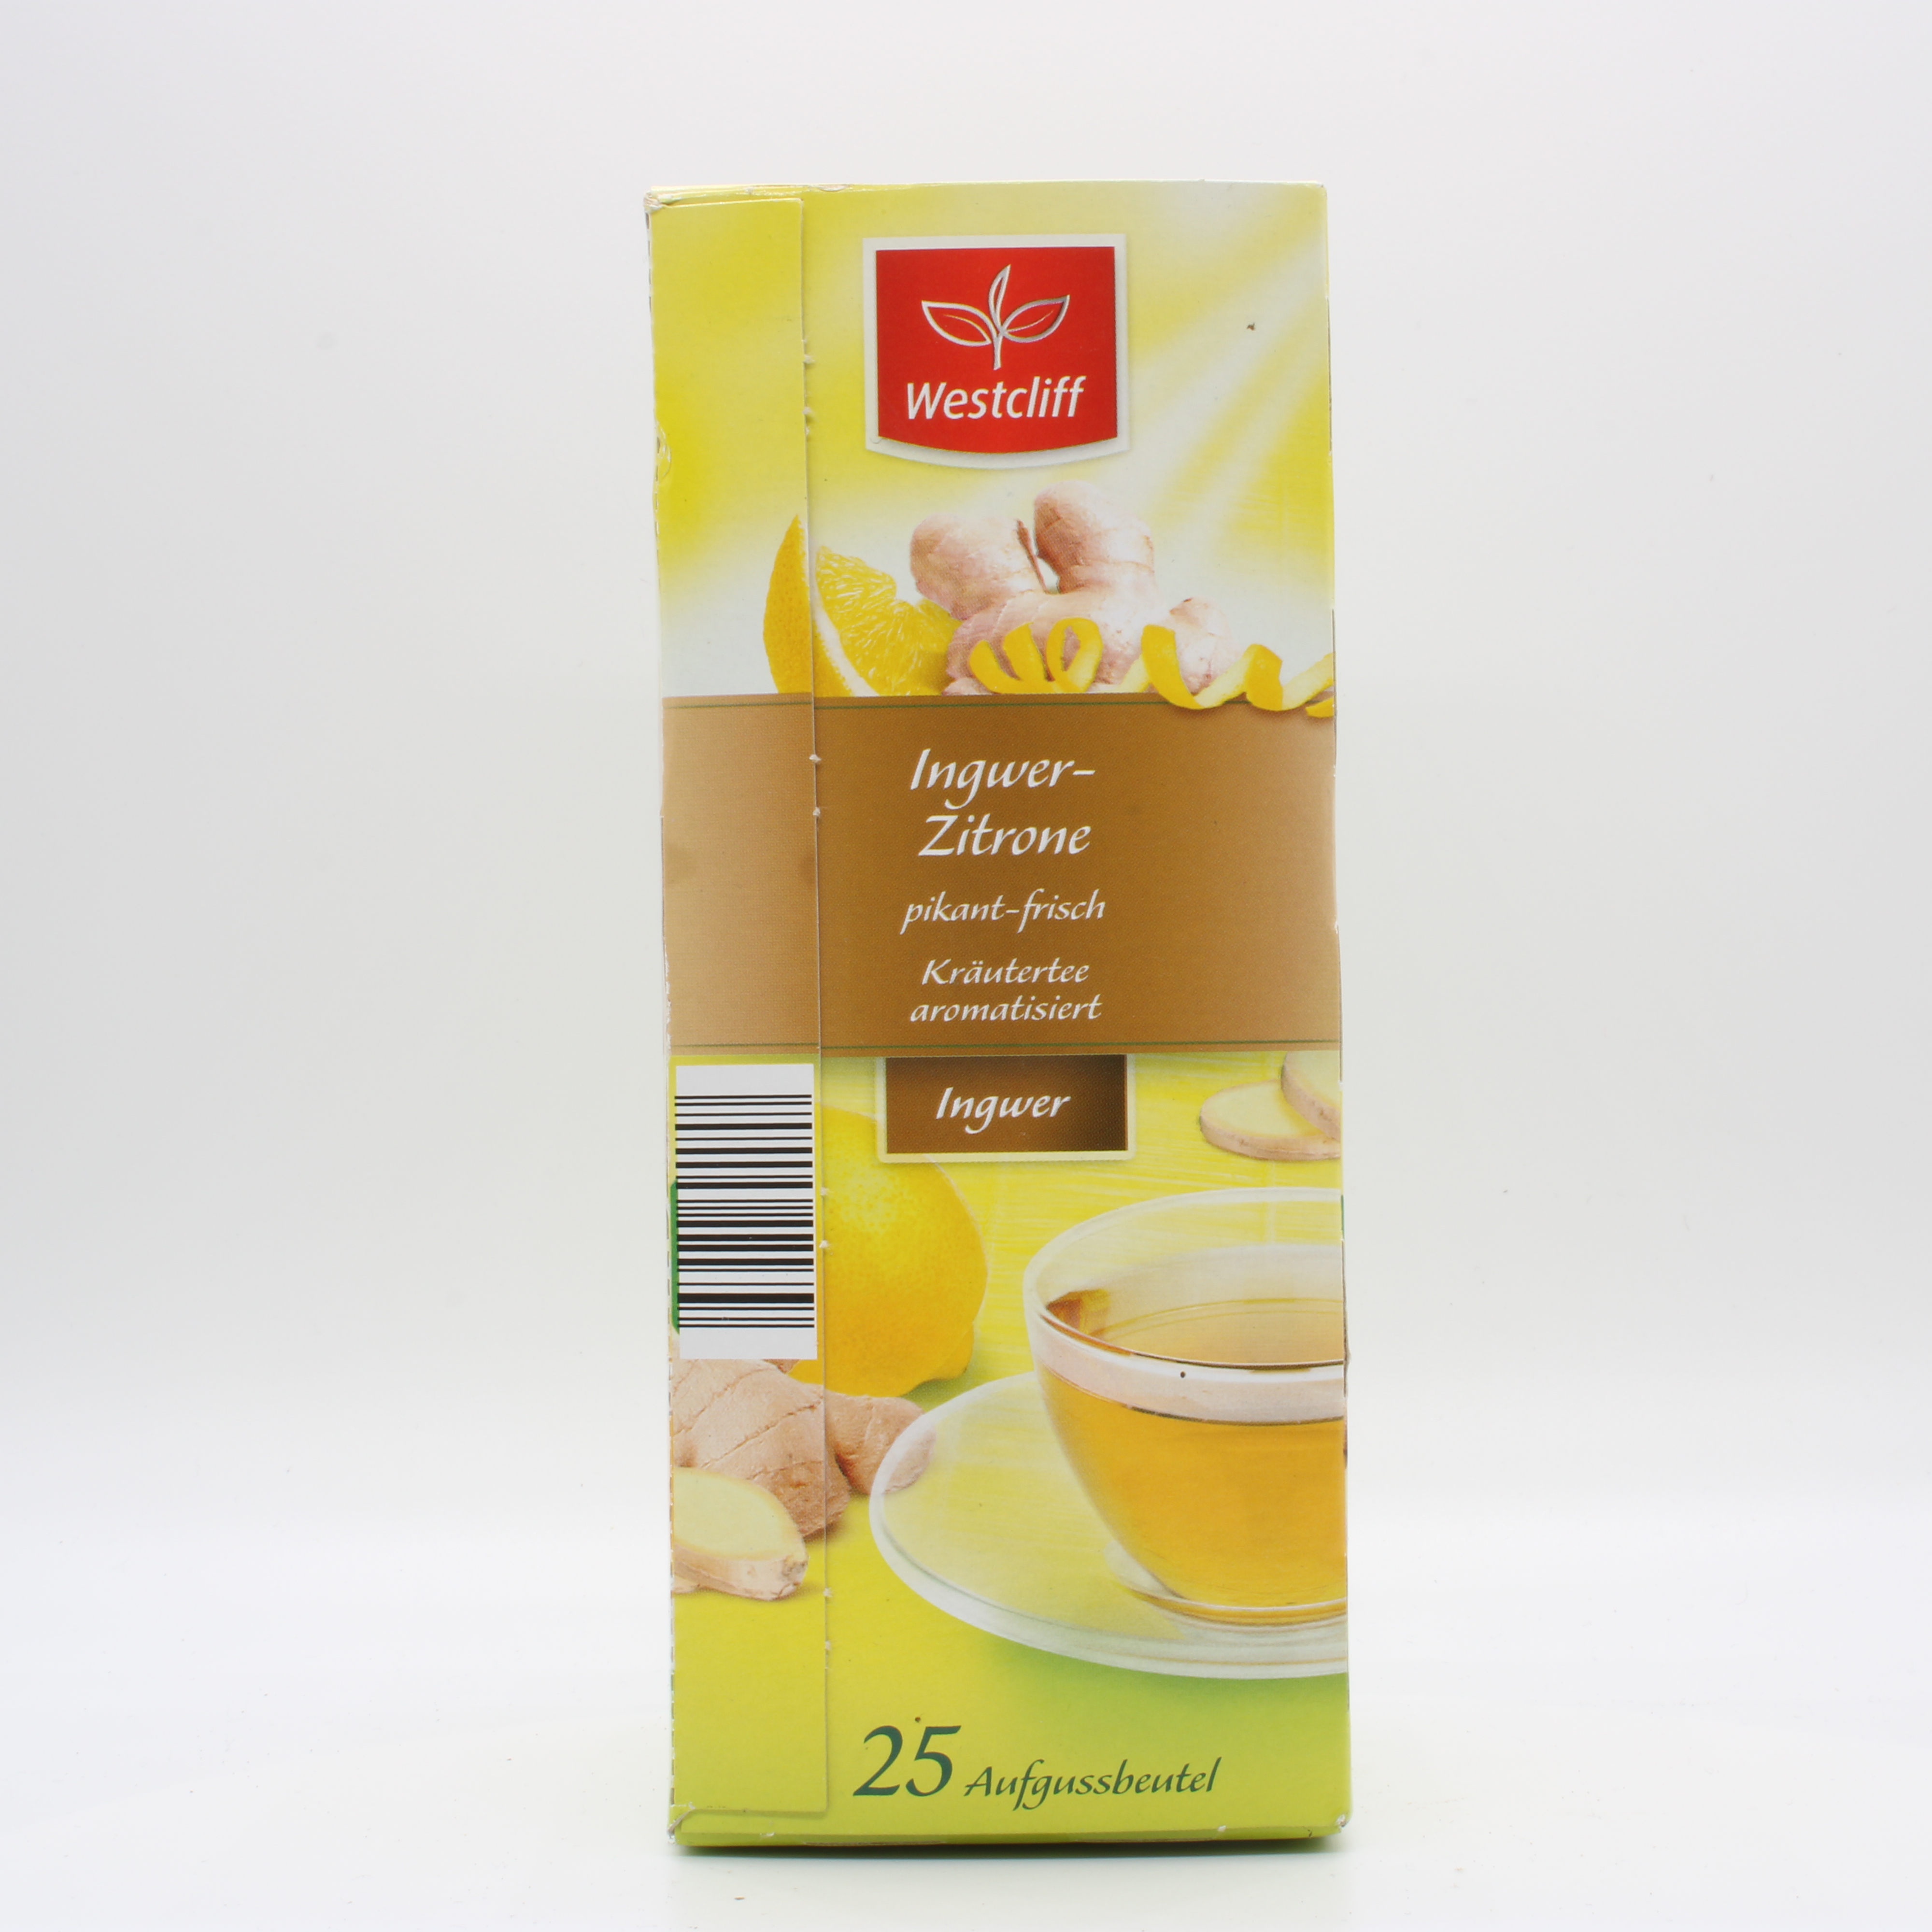 Westcliff
Ingwer-
Zitrone
pikant-frisch
Kräutertee
aromatisiert
Ingwer
25 Aufgussbeutel